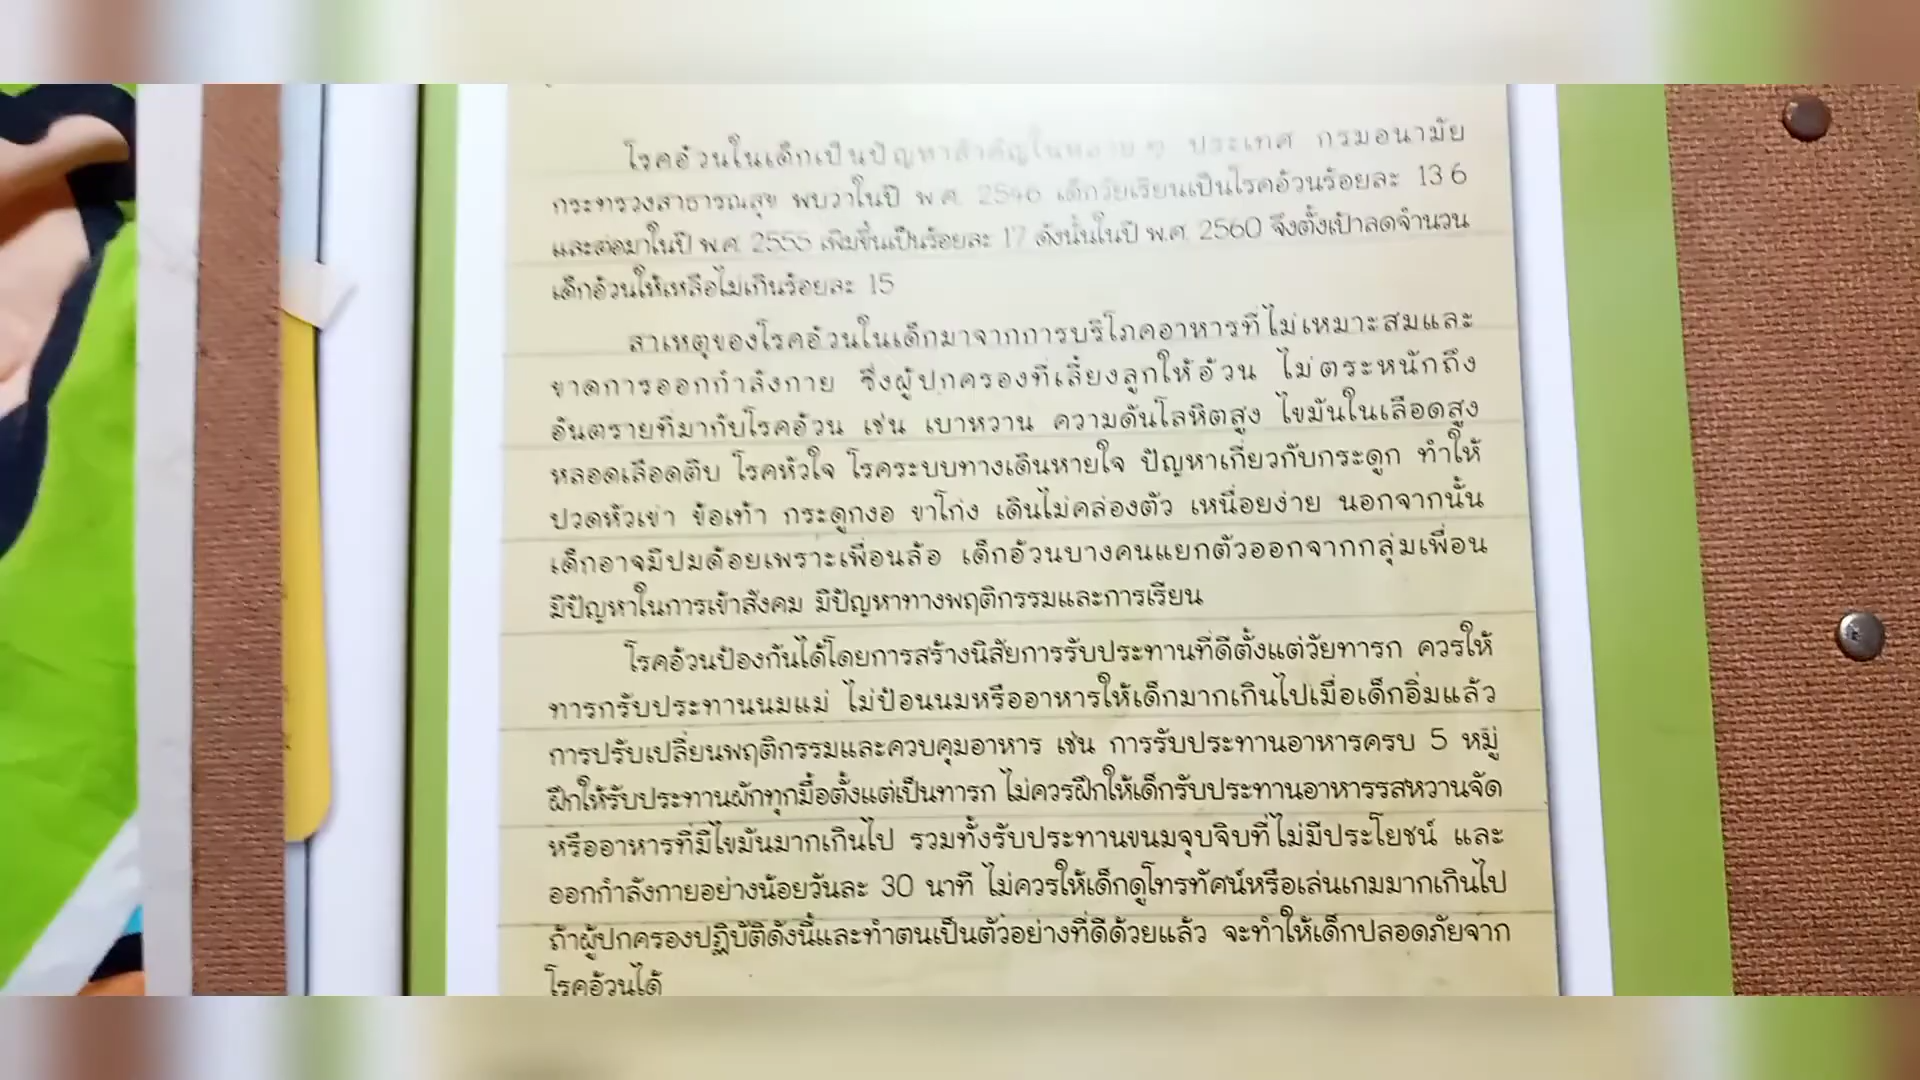 โรคอ้วนในเด็กเป็นปัญหาสำคัญในหลาย ๆ ประเทศ กรมอนามัย
กระทรวงสาธารณสุข พบว่าในปี พ.ศ. 2546 เด็กวัยเรียนเป็นโรคอ้วนร้อยละ 13.6
และต่อมาในปี พ.ศ. 2555 เพิ่มขึ้นเป็นร้อยละ 17 ดังนั้นในปี พ.ศ. 2560 จึงตั้งเป้าลดจำนวน
เด็กอ้วนให้เหลือไม่เกินร้อยละ 15
สาเหตุของโรคอ้วนในเด็กมาจากการบริโภคอาหารที่ไม่เหมาะสมและ
ขาดการออกกำลังกาย ซึ่งผู้ปกครองที่เลี้ยงลูกให้อ้วน ไม่ตระหนักถึง
อันตรายที่มากับโรคอ้วน เช่น เบาหวาน ความดันโลหิตสูง ไขมันในเลือดสูง
หลอดเลือดตีบ โรคหัวใจ โรคระบบทางเดินหายใจ ปัญหาเกี่ยวกับกระดูก ทำให้
ปวดหัวเข่า ข้อเท้า กระดูกงอ ขาโก่ง เดินไม่คล่องตัว เหนื่อยง่าย นอกจากนั้น
เด็กอาจมีปมด้อยเพราะเพื่อนล้อ เด็กอ้วนบางคนแยกตัวออกจากกลุ่มเพื่อน
มีปัญหาในการเข้าสังคม มีปัญหาทางพฤติกรรมและการเรียน
โรคอ้วนป้องกันได้โดยการสร้างนิสัยการรับประทานที่ดีตั้งแต่วัยทารก ควรให้
ทารกรับประทานนมแม่ ไม่ป้อนนมหรืออาหารให้เด็กมากเกินไปเมื่อเด็กอิ่มแล้ว
การปรับเปลี่ยนพฤติกรรมและควบคุมอาหาร เช่น การรับประทานอาหารครบ 5 หมู่
ฝึกให้รับประทานผักทุกมื้อตั้งแต่เป็นทารก ไม่ควรฝึกให้เด็กรับประทานอาหารรสหวานจัด
หรืออาหารที่มีไขมันมากเกินไป รวมทั้งรับประทานขนมจุบจิบที่ไม่มีประโยชน์ และ
ออกกำลังกายอย่างน้อยวันละ 30 นาที ไม่ควรให้เด็กดูโทรทัศน์หรือเล่นเกมมากเกินไป
ถ้าผู้ปกครองปฏิบัติดังนี้และทำตนเป็นตัวอย่างที่ดีด้วยแล้ว จะทำให้เด็กปลอดภัยจาก
โรคอ้วนได้